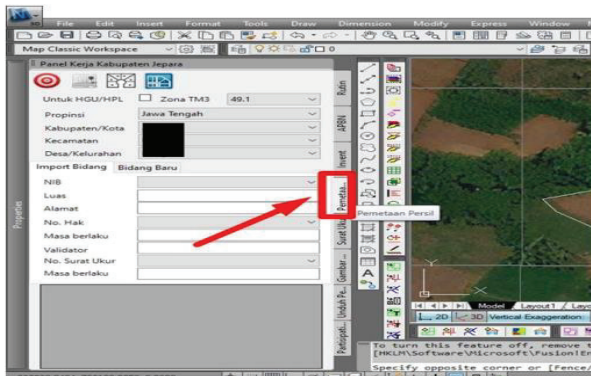 File Edit Insert Format Tools Draw Dimension Modify Express Window
Map Classic Workspace
0
Panel Kerja Kabupaten Jepara
Untuk HGU/HPL Zona TM3 49.1
Propinsi Jawa Tengah
Kabupaten/Kota
Kecamatan
Desa/Kelurahan
Import Bidang Bidang Baru
NIB
Luas
Alamat
No. Hak
Masa berlaku
Validator
No. Surat Ukur
Masa berlaku
Rutin
APBN
Invent
Pemetaa...
Surat Uku
Gambar ...
Unduh Pe...
Partisipati...
Properties
Pemetaan Persil
A
Y
X
Model Layout1 Layo
2D 3D Vertical Exaggeration:
To turn this feature off, remove t
[HKLM\Software\Microsoft\Fusion!En
Specify opposite corner or [Fence/